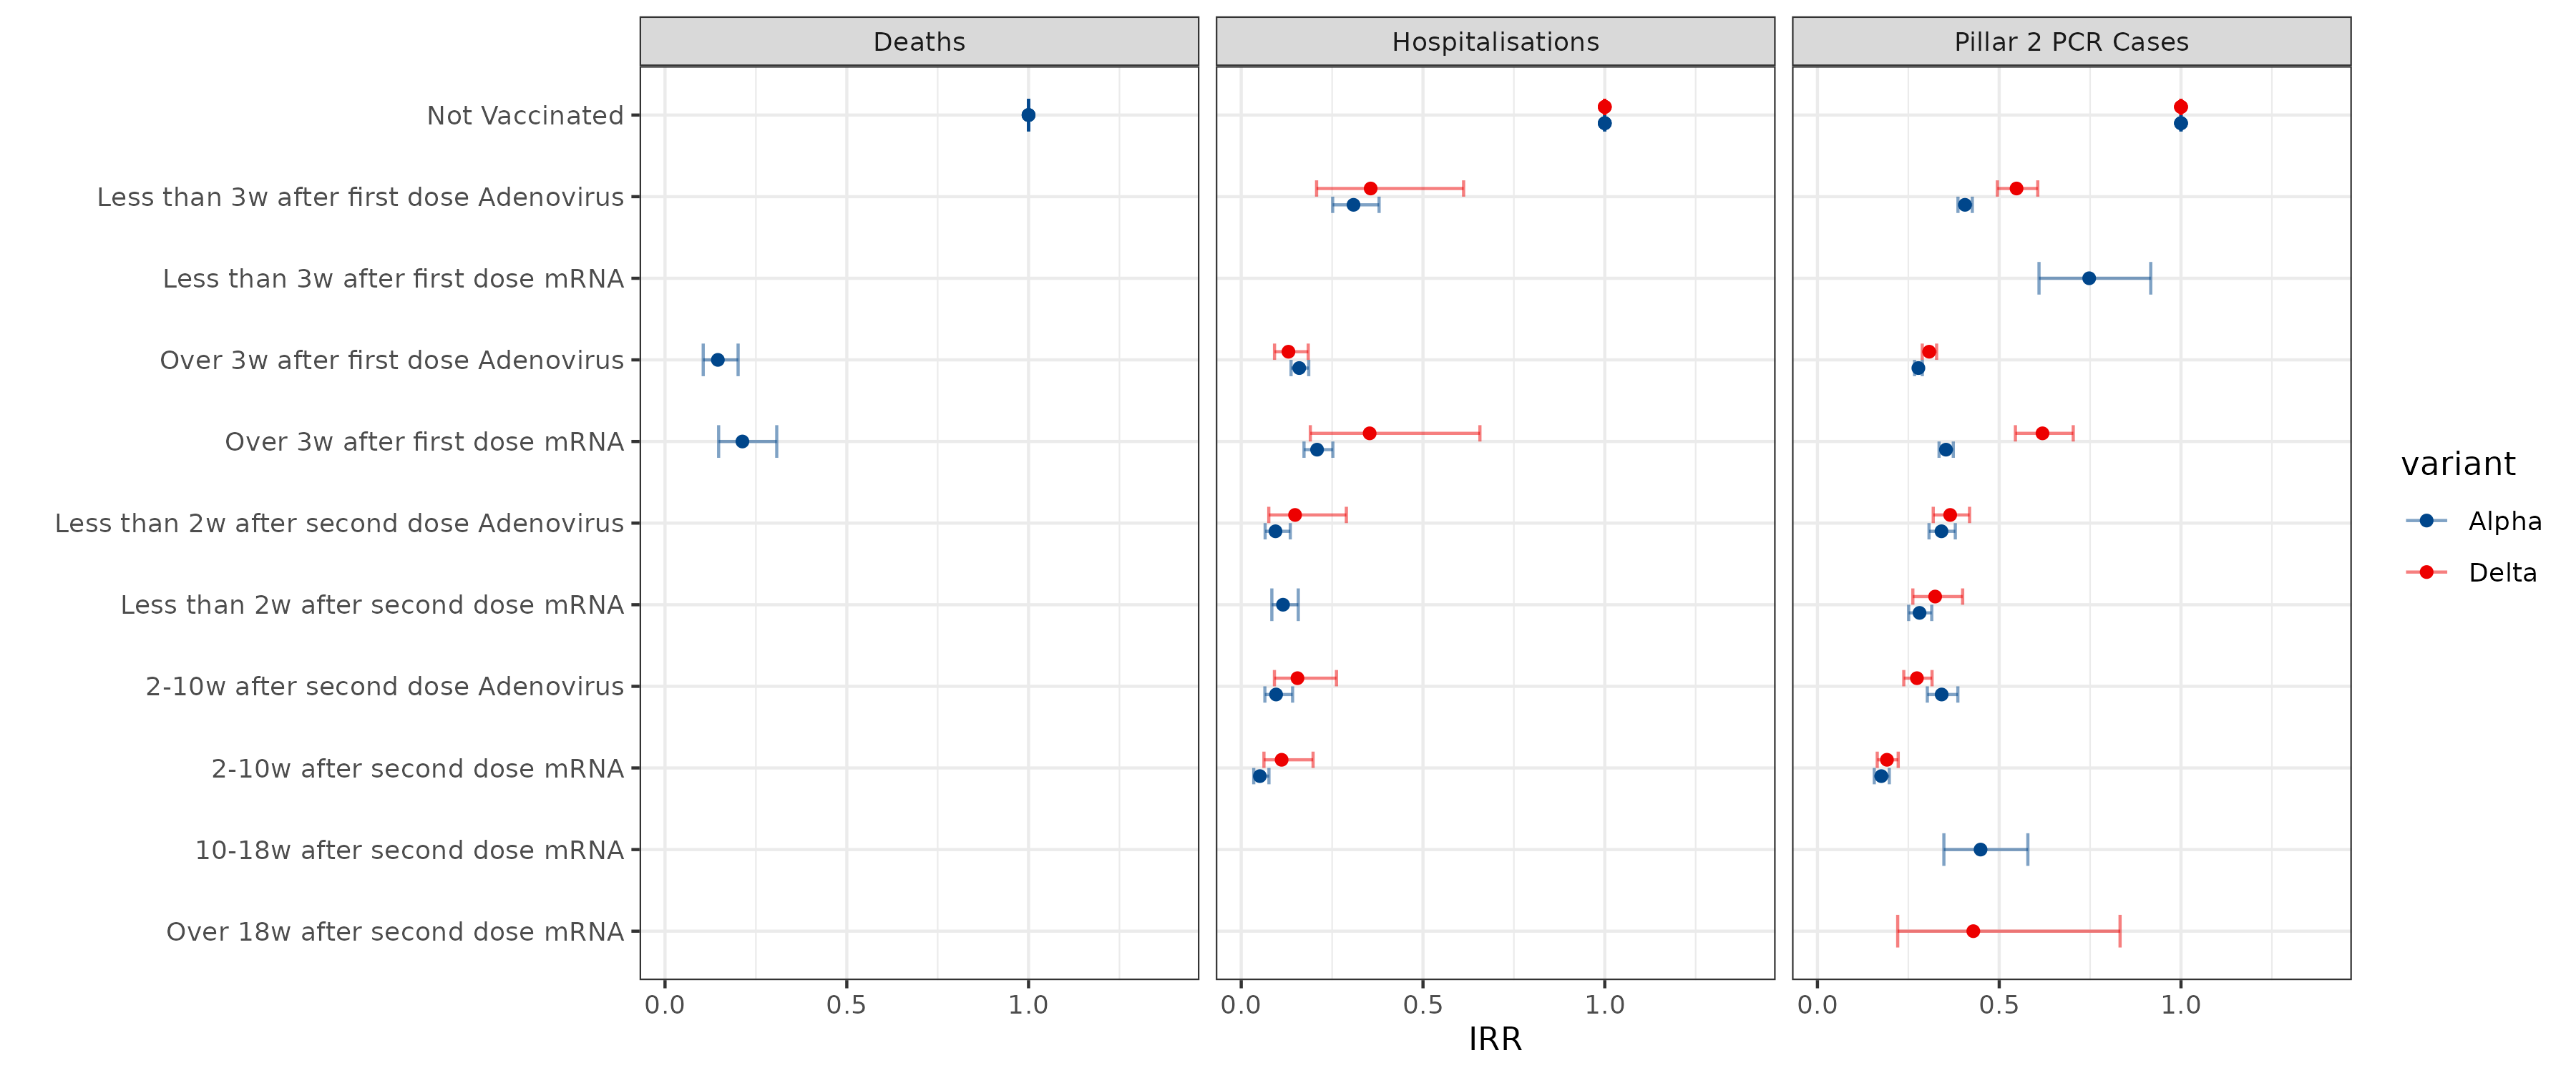 Deaths
Hospitalisations
Pillar 2 PCR Cases
Not Vaccinated
Less than 3w after first dose Adenovirus
Less than 3w after first dose mRNA
Over 3w after first dose Adenovirus
Over 3w after first dose mRNA
Less than 2w after second dose Adenovirus
Less than 2w after second dose mRNA
2-10w after second dose Adenovirus
2-10w after second dose mRNA
10-18w after second dose mRNA
Over 18w after second dose mRNA
0.0 0.5 1.0
0.0 0.5 1.0
0.0 0.5 1.0
IRR
variant
Alpha
Delta